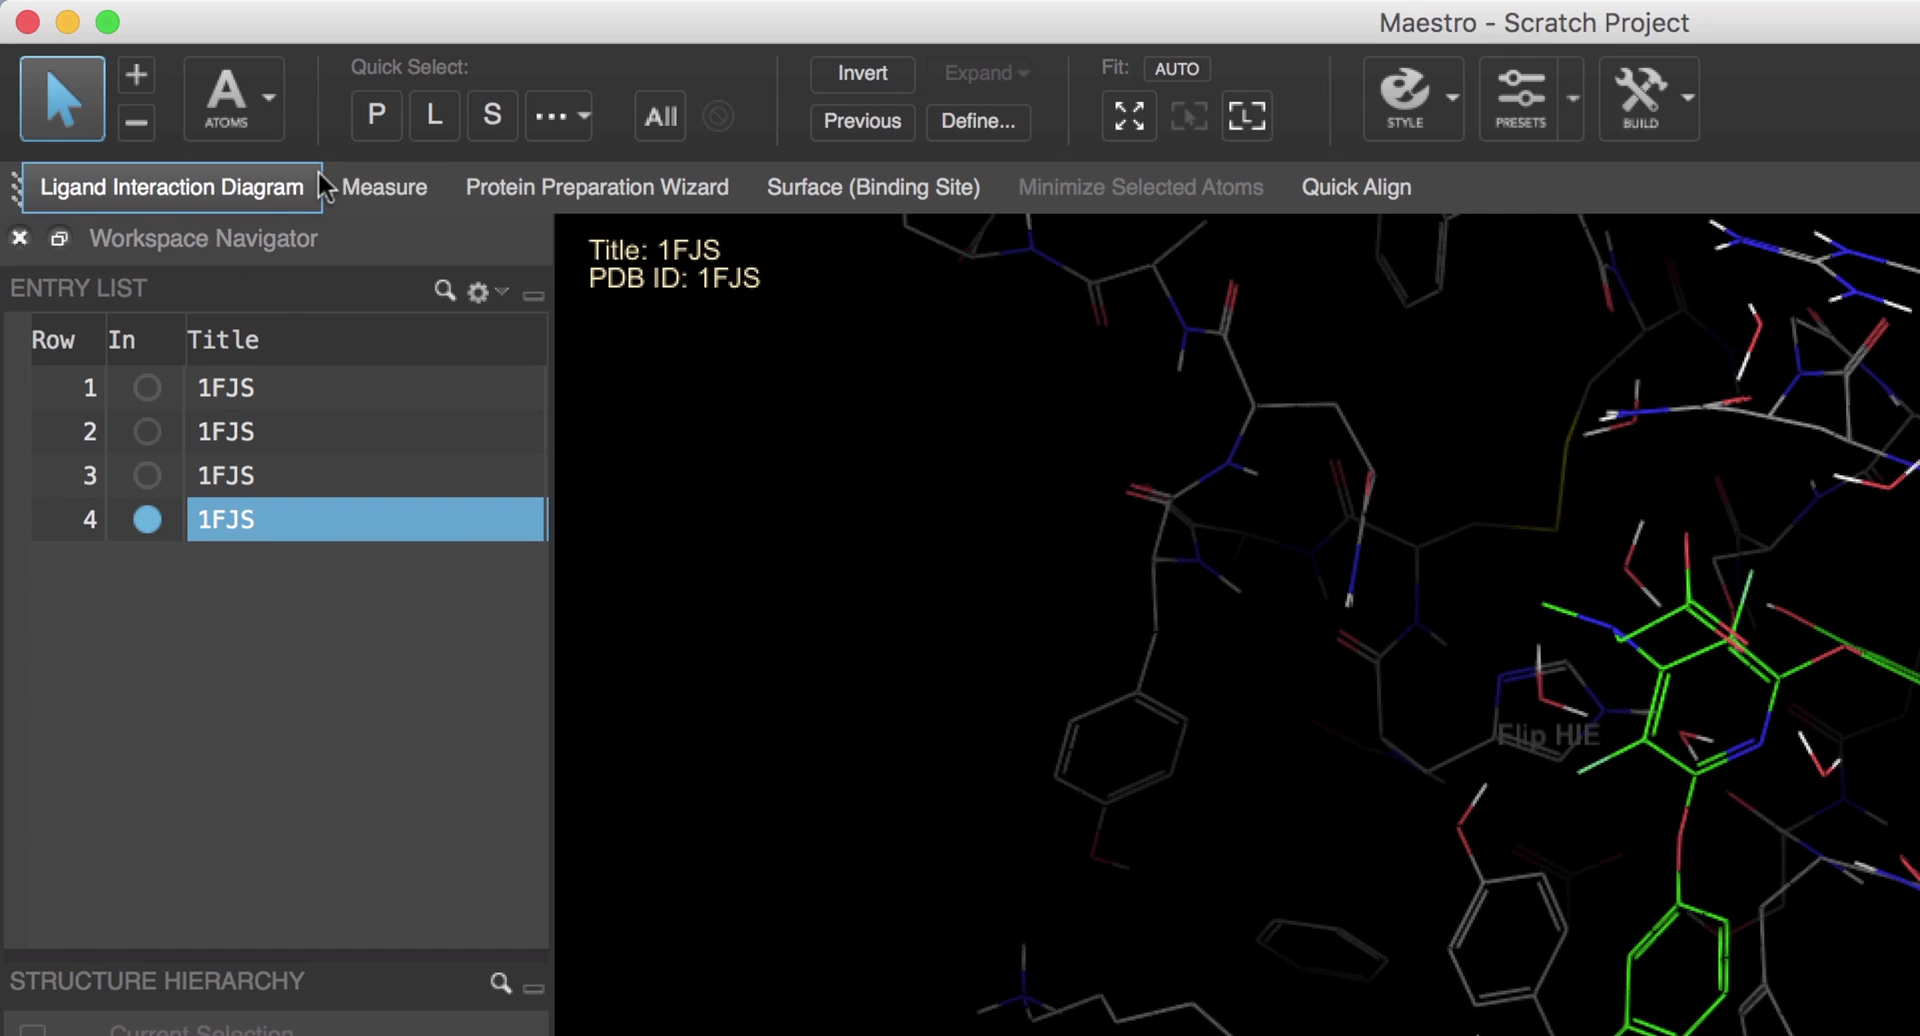 Maestro - Scratch Project
Quick Select:
Invert
Expand
Fit:
AUTO
A
ATOMS
P
L
S
...
All
Previous
Define...
L
STYLE
PRESETS
BUILD
Ligand Interaction Diagram
Measure
Protein Preparation Wizard
Surface (Binding Site)
Minimize Selected Atoms
Quick Align
Workspace Navigator
Title: 1FJS
PDB ID: 1FJS
ENTRY LIST
Row In Title
1 1FJS
2 1FJS
3 1FJS
4 1FJS
Flip HIE
STRUCTURE HIERARCHY
Current Selection